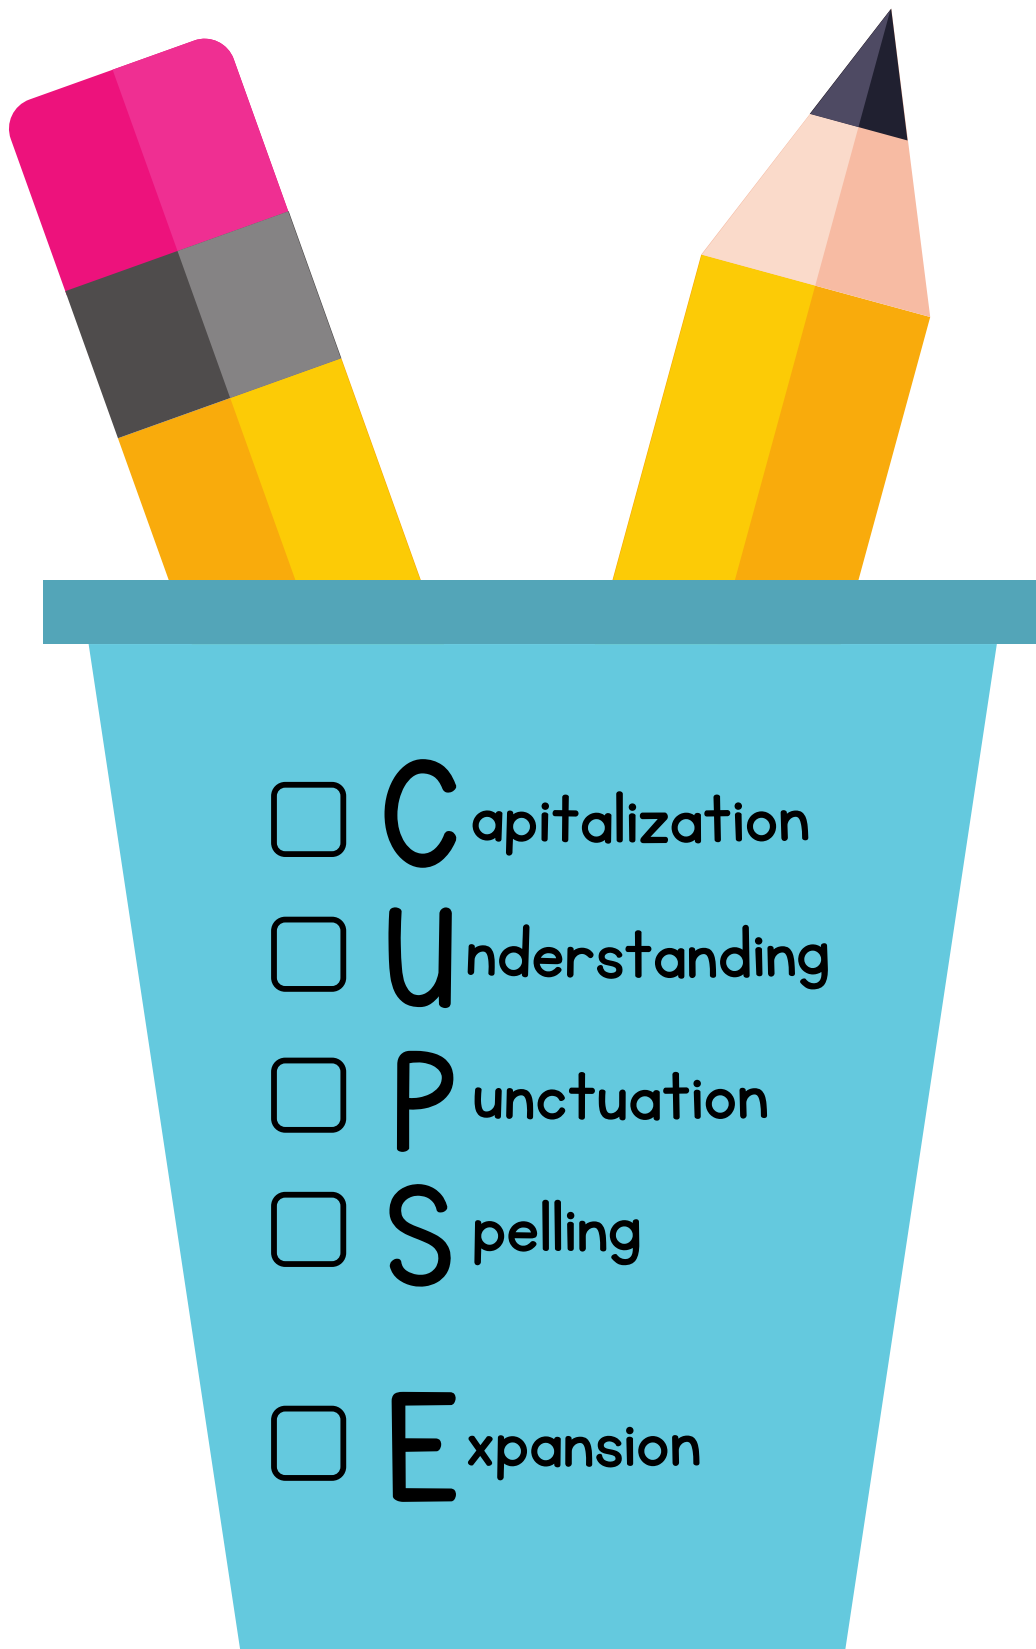 Capitalization
Understanding
Punctuation
Spelling
Expansion